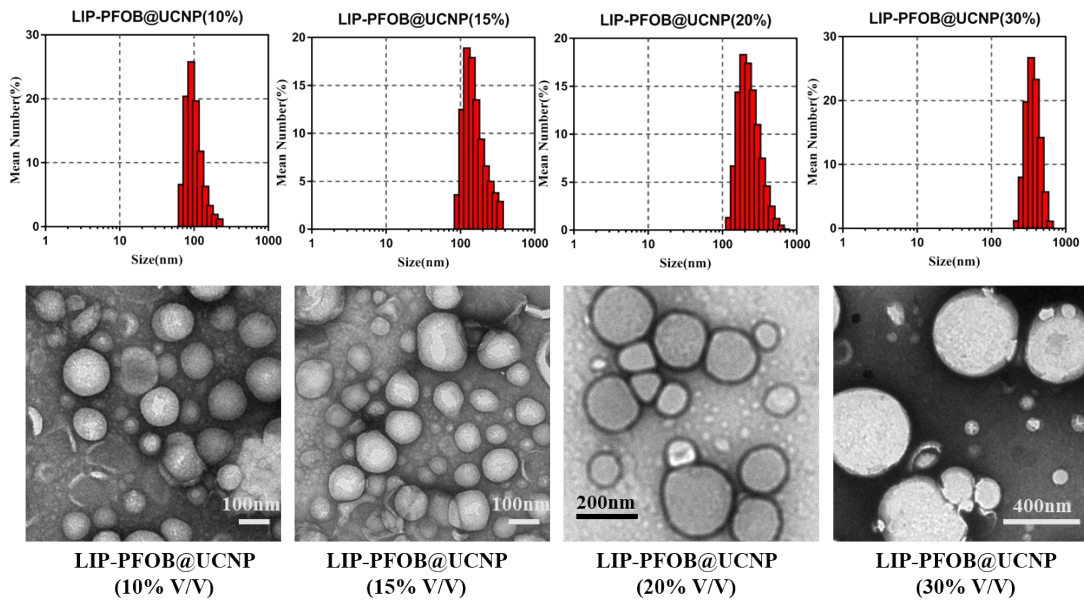 LIP-PFOB@UCNP(10%)
LIP-PFOB@UCNP(15%)
LIP-PFOB@UCNP(20%)
LIP-PFOB@UCNP(30%)
Mean Number(%)
30
20
10
0
1
10
100
1000
Size(nm)
Mean Number(%)
20
15
10
5
0
1
10
100
1000
Size(nm)
Mean Number(%)
20
15
10
5
0
1
10
100
1000
Size(nm)
Mean Number(%)
30
20
10
0
1
10
100
1000
Size(nm)
100nm
100nm
200nm
400nm
LIP-PFOB@UCNP
(10% V/V)
LIP-PFOB@UCNP
(15% V/V)
LIP-PFOB@UCNP
(20% V/V)
LIP-PFOB@UCNP
(30% V/V)